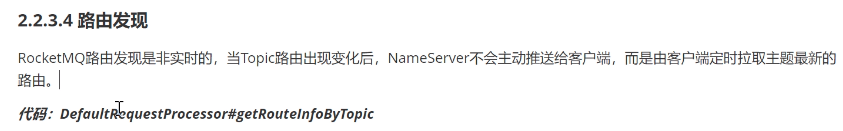 2.2.3.4 路由发现
RocketMQ路由发现是非实时的，当Topic路由出现变化后，NameServer不会主动推送给客户端，而是由客户端定时拉取主题最新的
路由。
代码：DefaultRequestProcessor#getRouteInfoByTopic